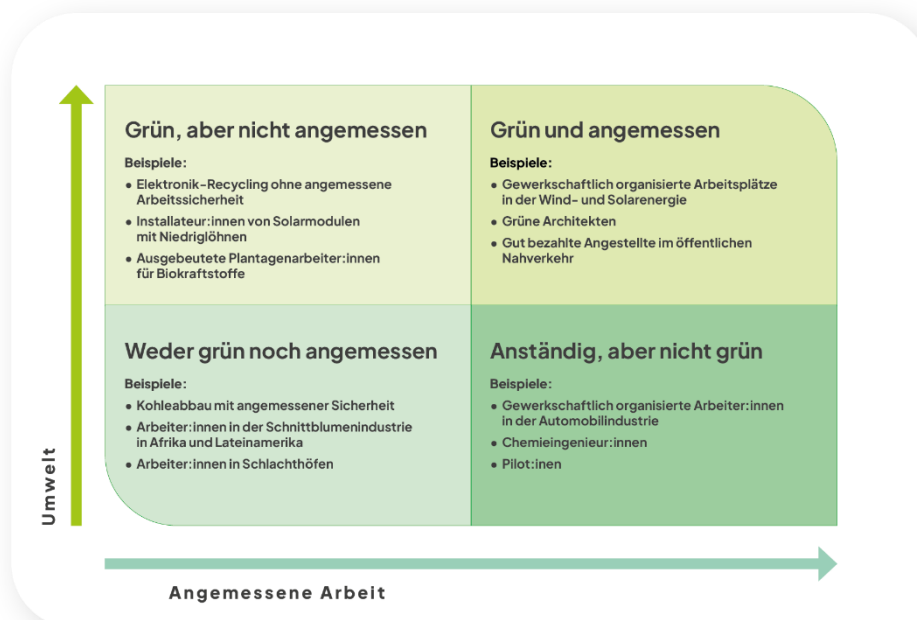 Grün, aber nicht angemessen
Beispiele:
• Elektronik-Recycling ohne angemessene
Arbeitssicherheit
• Installateur:innen von Solarmodulen
mit Niedriglöhnen
• Ausgebeutete Plantagenarbeiter:innen
für Biokraftstoffe
Grün und angemessen
Beispiele:
• Gewerkschaftlich organisierte Arbeitsplätze
in der Wind- und Solarenergie
• Grüne Architekten
• Gut bezahlte Angestellte im öffentlichen
Nahverkehr
Weder grün noch angemessen
Beispiele:
• Kohleabbau mit angemessener Sicherheit
• Arbeiter:innen in der Schnittblumenindustrie
in Afrika und Lateinamerika
• Arbeiter:innen in Schlachthöfen
Anständig, aber nicht grün
Beispiele:
• Gewerkschaftlich organisierte Arbeiter:innen
in der Automobilindustrie
• Chemieingenieur:innen
• Pilot:inen
Umwelt
Angemessene Arbeit